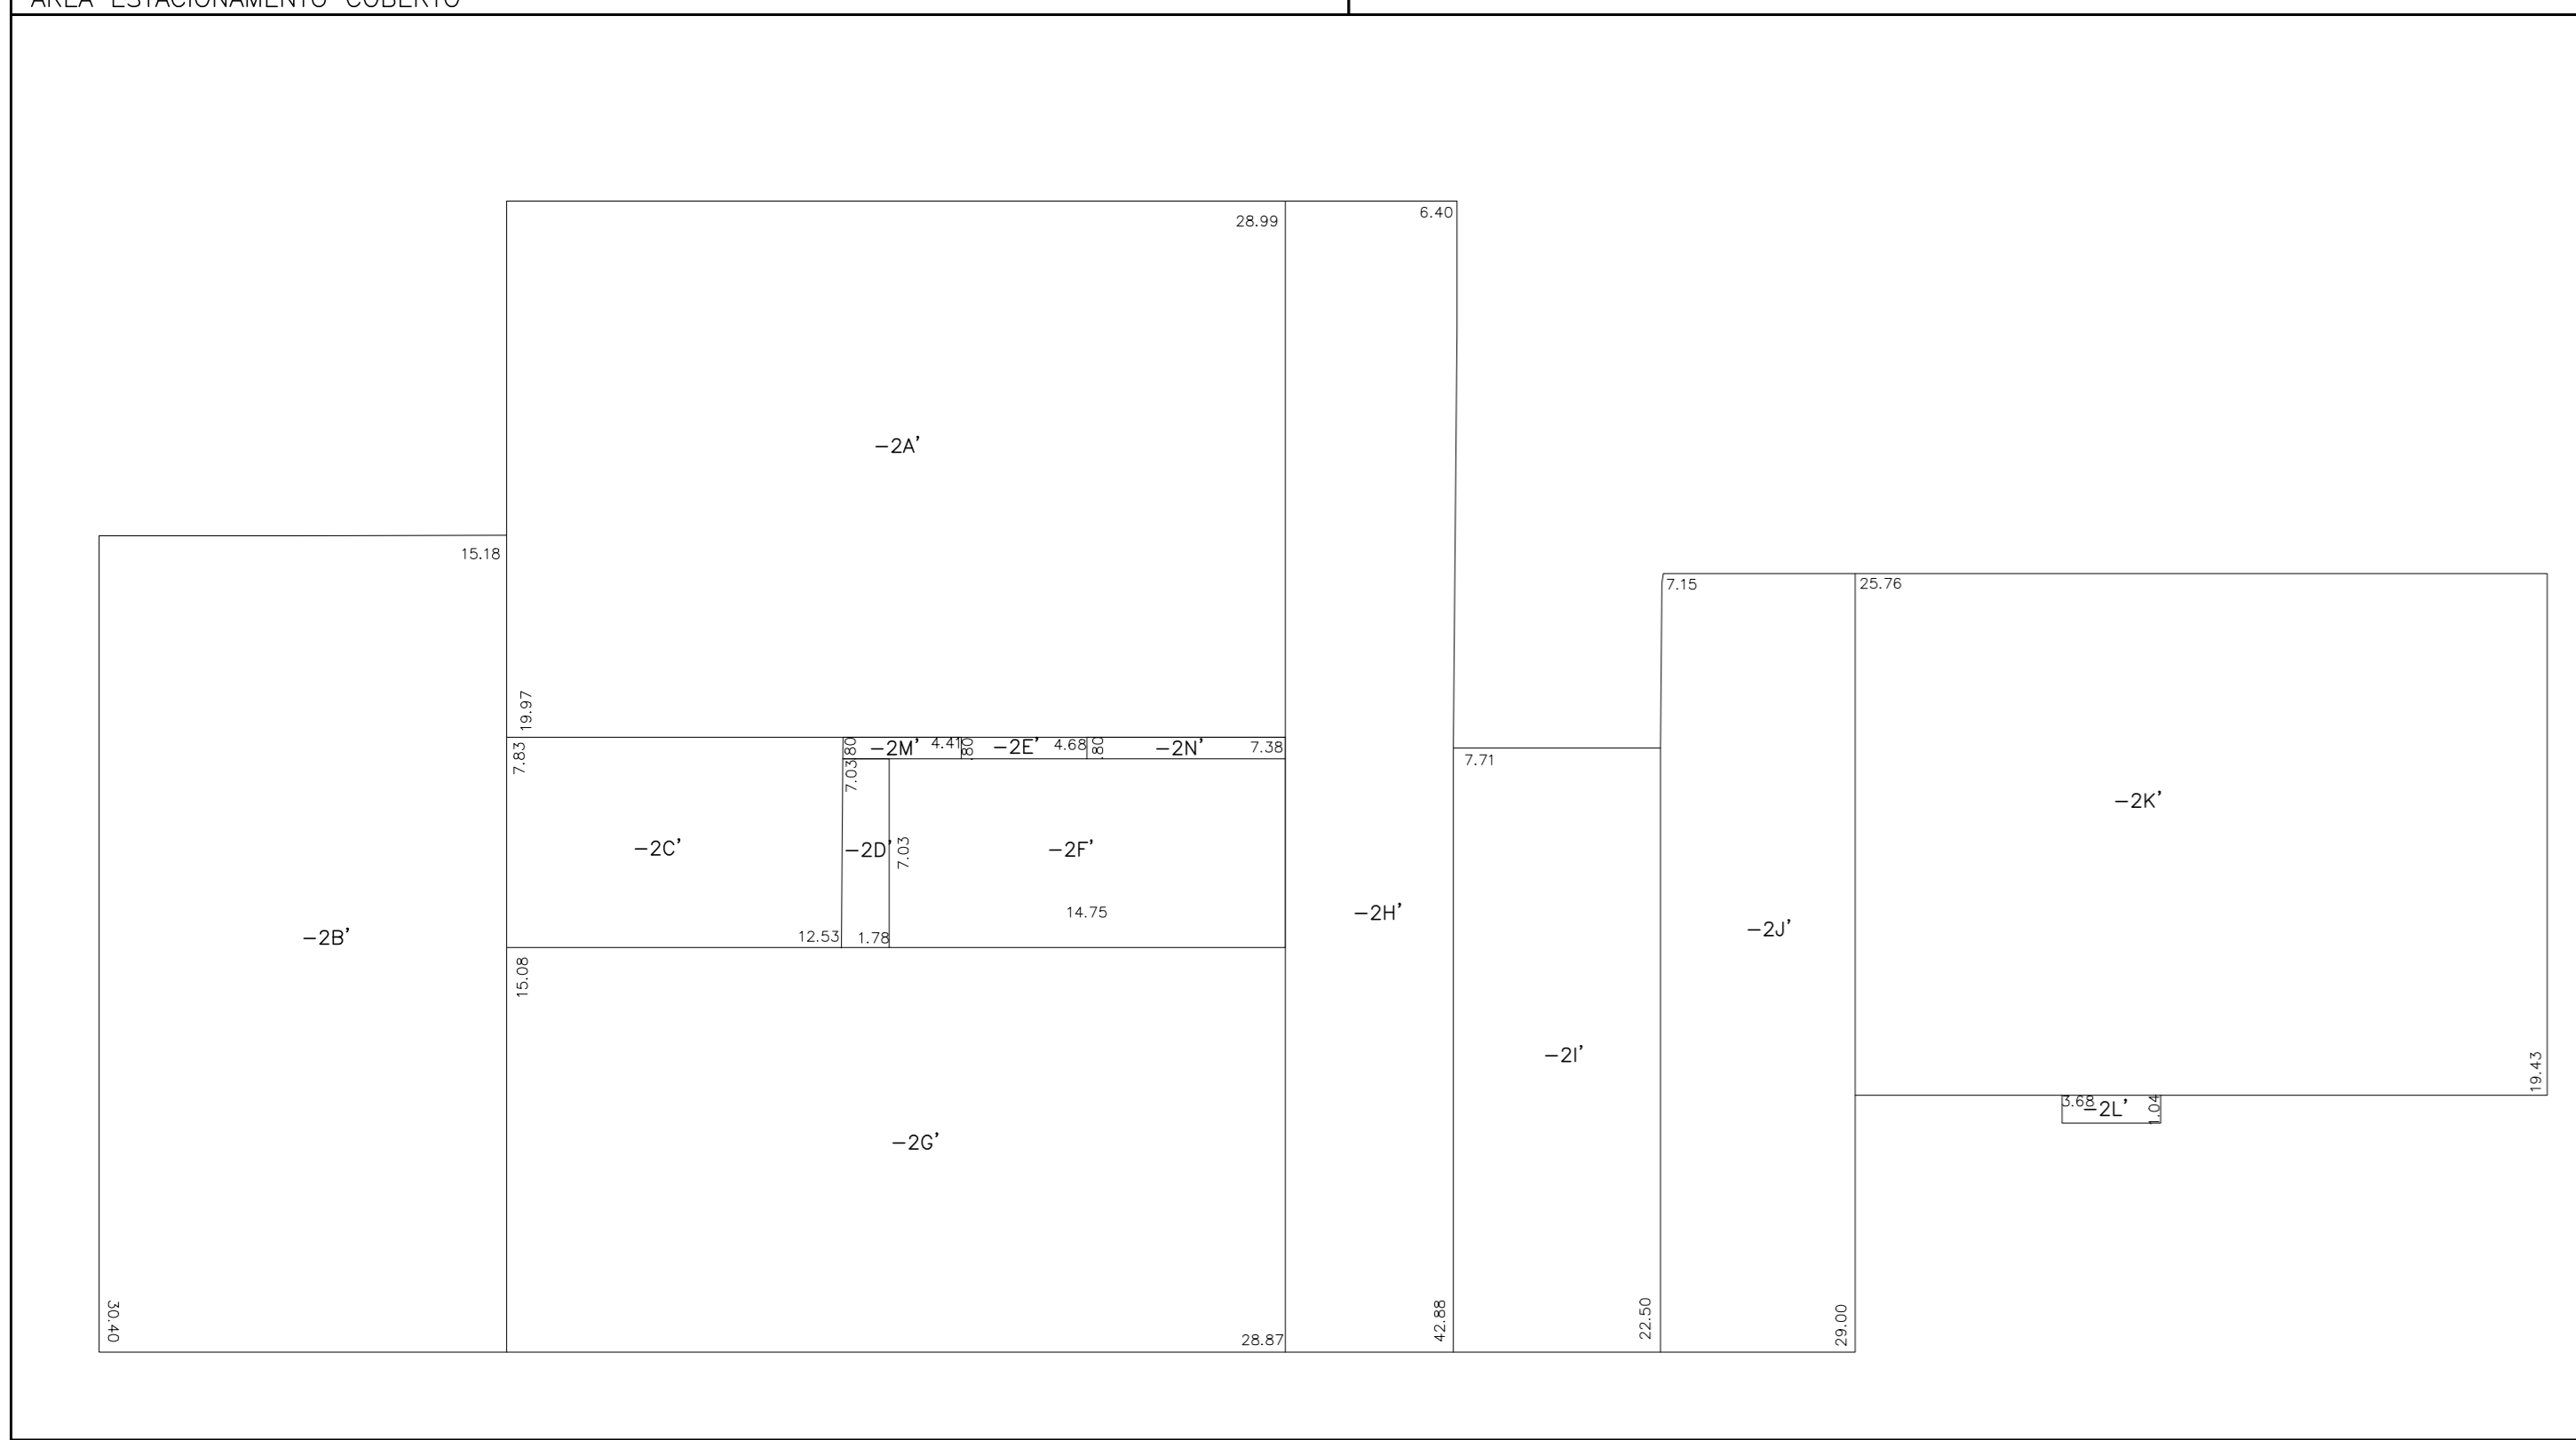 ÁREA ESTACIONAMENTO COBERTO
28.99
6.40
-2A'
15.18
7.15
25.76
19.97
7.83
.80
-2M'
4.41
.80
-2E'
4.68
.80
-2N'
7.38
7.71
7.03
-2K'
-2C'
-2D'
7.03
-2F'
14.75
-2H'
-2B'
12.53
1.78
-2J'
15.08
-2I'
19.43
3.68
-2L'
1.04
-2G'
30.40
28.87
42.88
22.50
29.00